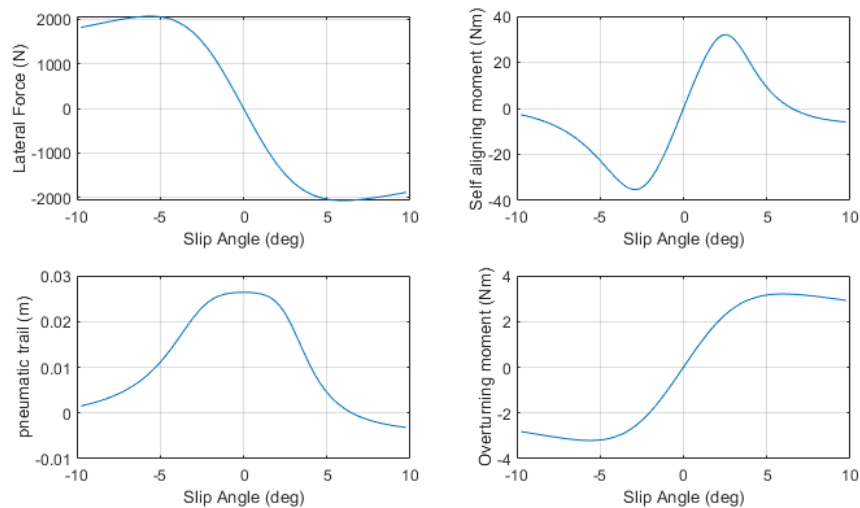 2000
1000
0
-1000
-2000
Lateral Force (N)
-10 -5 0 5 10
Slip Angle (deg)
40
20
0
-20
-40
Self aligning moment (Nm)
-10 -5 0 5 10
Slip Angle (deg)
0.03
0.02
0.01
0
-0.01
pneumatic trail (m)
-10 -5 0 5 10
Slip Angle (deg)
4
2
0
-2
-4
Overturning moment (Nm)
-10 -5 0 5 10
Slip Angle (deg)